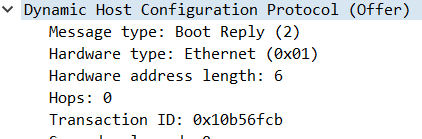 Dynamic Host Configuration Protocol (Offer)
Message type: Boot Reply (2)
Hardware type: Ethernet (0x01)
Hardware address length: 6
Hops: 0
Transaction ID: 0x10b56fcb